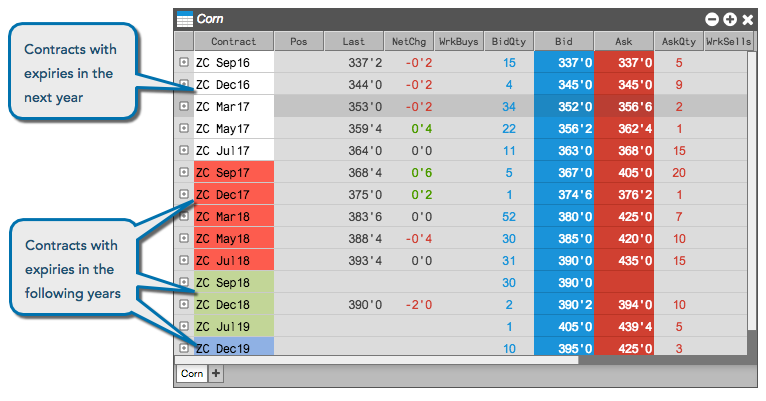 Corn
Contract Pos Last NetChg WrkBuys BidQty Bid Ask AskQty WrkSells
Contracts with
expiries in the
next year
ZC Sep16 337'2 -0'2 15 337'0 337'0 5
ZC Dec16 344'0 -0'2 4 345'0 345'0 9
ZC Mar17 353'0 -0'2 34 352'0 356'6 2
ZC May17 359'4 0'4 22 356'2 362'4 1
ZC Jul17 364'0 0'0 11 363'0 368'0 15
ZC Sep17 368'4 0'6 5 367'0 405'0 20
ZC Dec17 375'0 0'2 1 374'6 376'2 1
ZC Mar18 383'6 0'0 52 380'0 425'0 7
ZC May18 388'4 -0'4 30 385'0 420'0 10
ZC Jul18 393'4 0'0 31 390'0 435'0 15
Contracts with
expiries in the
following years
ZC Sep18 30 390'0
ZC Dec18 390'0 -2'0 2 390'2 394'0 10
ZC Jul19 1 405'0 439'4 5
ZC Dec19 10 395'0 425'0 3
Corn